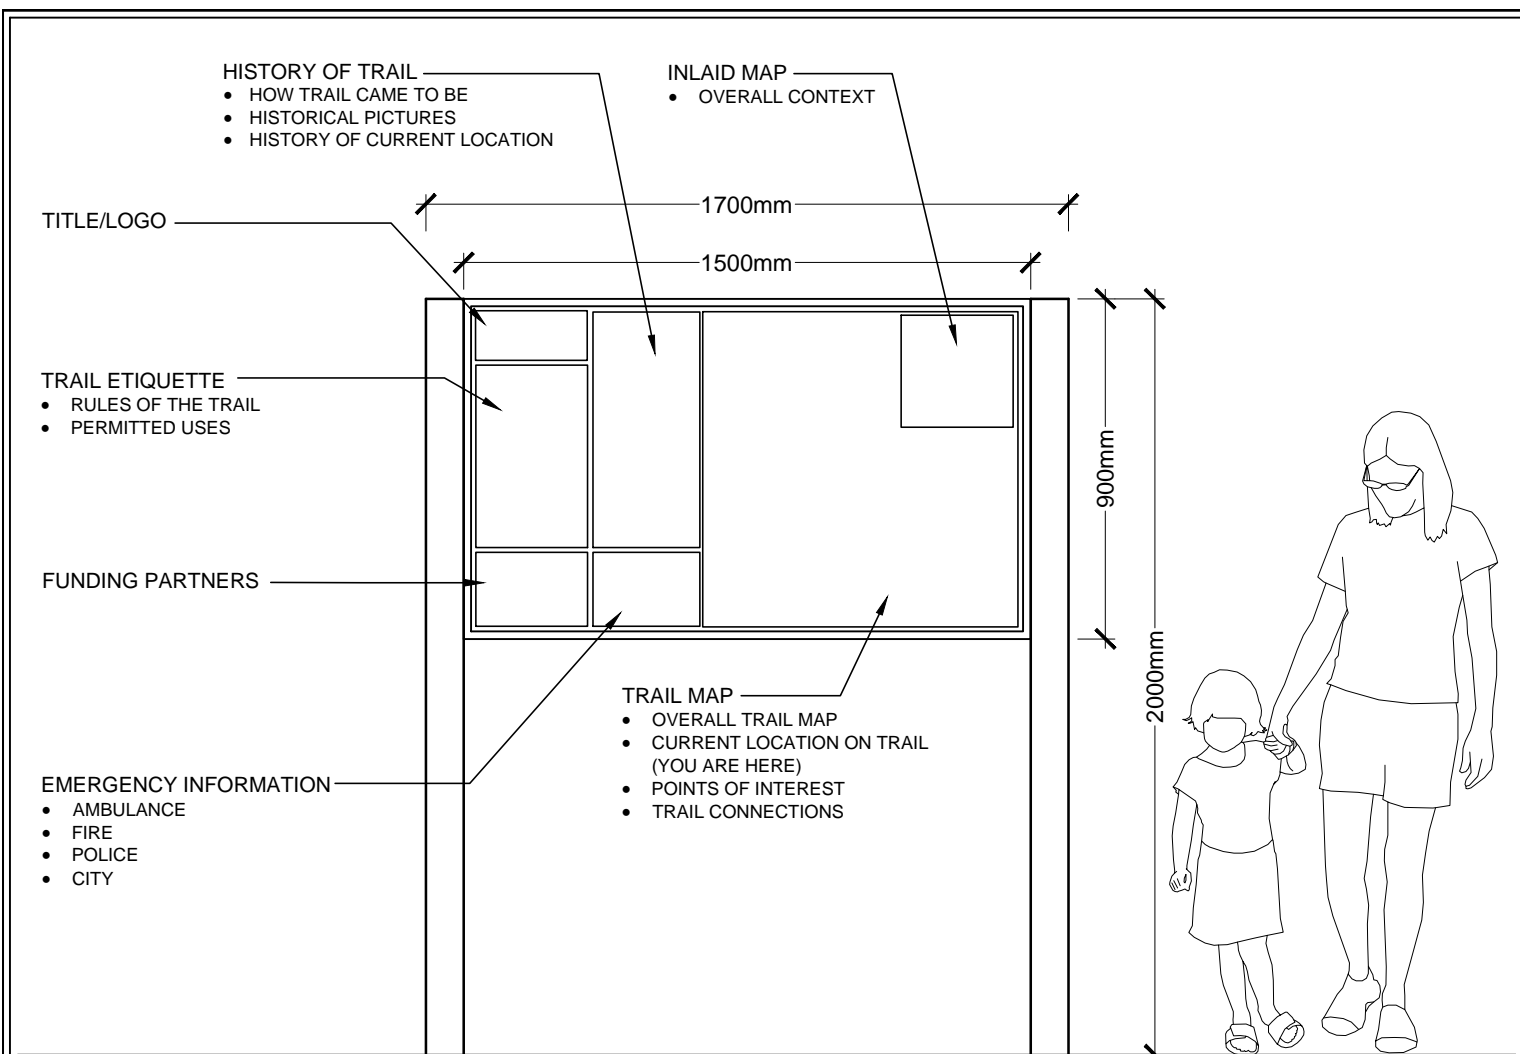 HISTORY OF TRAIL
• HOW TRAIL CAME TO BE
• HISTORICAL PICTURES
• HISTORY OF CURRENT LOCATION
INLAID MAP
• OVERALL CONTEXT
1700mm
TITLE/LOGO
1500mm
TRAIL ETIQUETTE
• RULES OF THE TRAIL
• PERMITTED USES
900mm
FUNDING PARTNERS
2000mm
TRAIL MAP
• OVERALL TRAIL MAP
• CURRENT LOCATION ON TRAIL
(YOU ARE HERE)
• POINTS OF INTEREST
• TRAIL CONNECTIONS
EMERGENCY INFORMATION
• AMBULANCE
• FIRE
• POLICE
• CITY